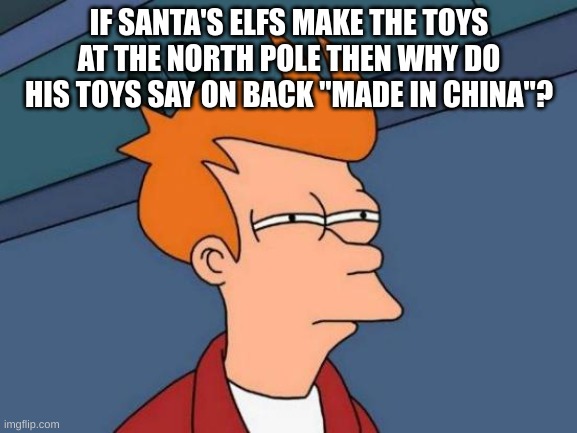 IF SANTA'S ELFS MAKE THE TOYS
AT THE NORTH POLE THEN WHY DO
HIS TOYS SAY ON BACK "MADE IN CHINA"?
imgflip.com